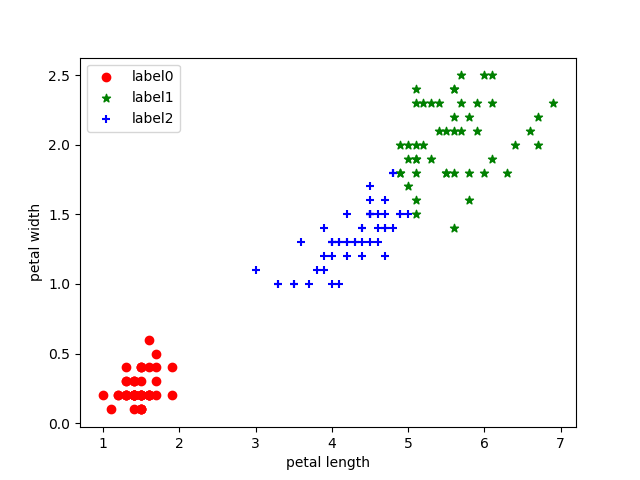 label0
label1
label2
2.5
2.0
1.5
1.0
0.5
0.0
petal width
1 2 3 4 5 6 7
petal length